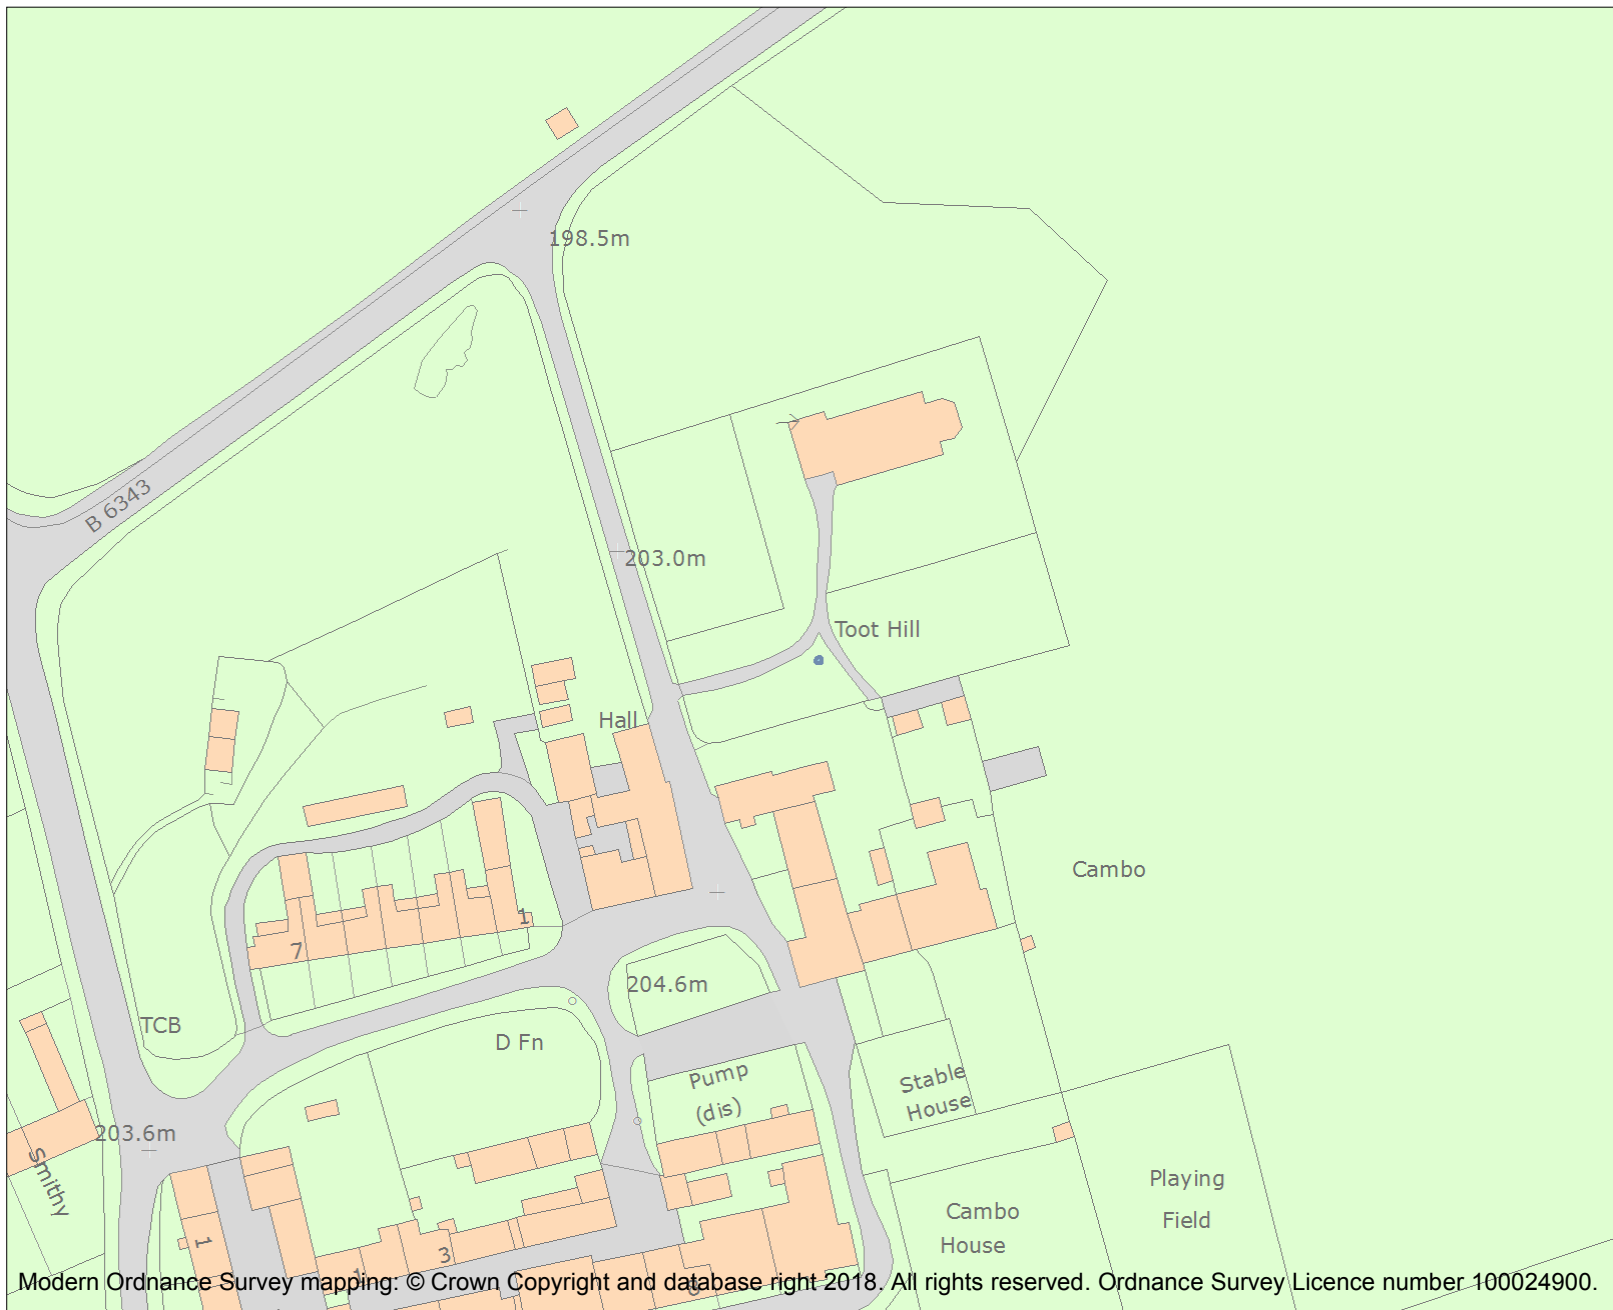 198.5m
B 6343
203.0m
Toot Hill
Hall
Cambo
1
7
204.6m
TCB
D Fn
Pump
(dis)
Stable
House
203.6m
Smithy
Playing
Field
Cambo
House
1
3
1
8
Modern Ordnance Survey mapping: © Crown Copyright and database right 2018. All rights reserved. Ordnance Survey Licence number 100024900.